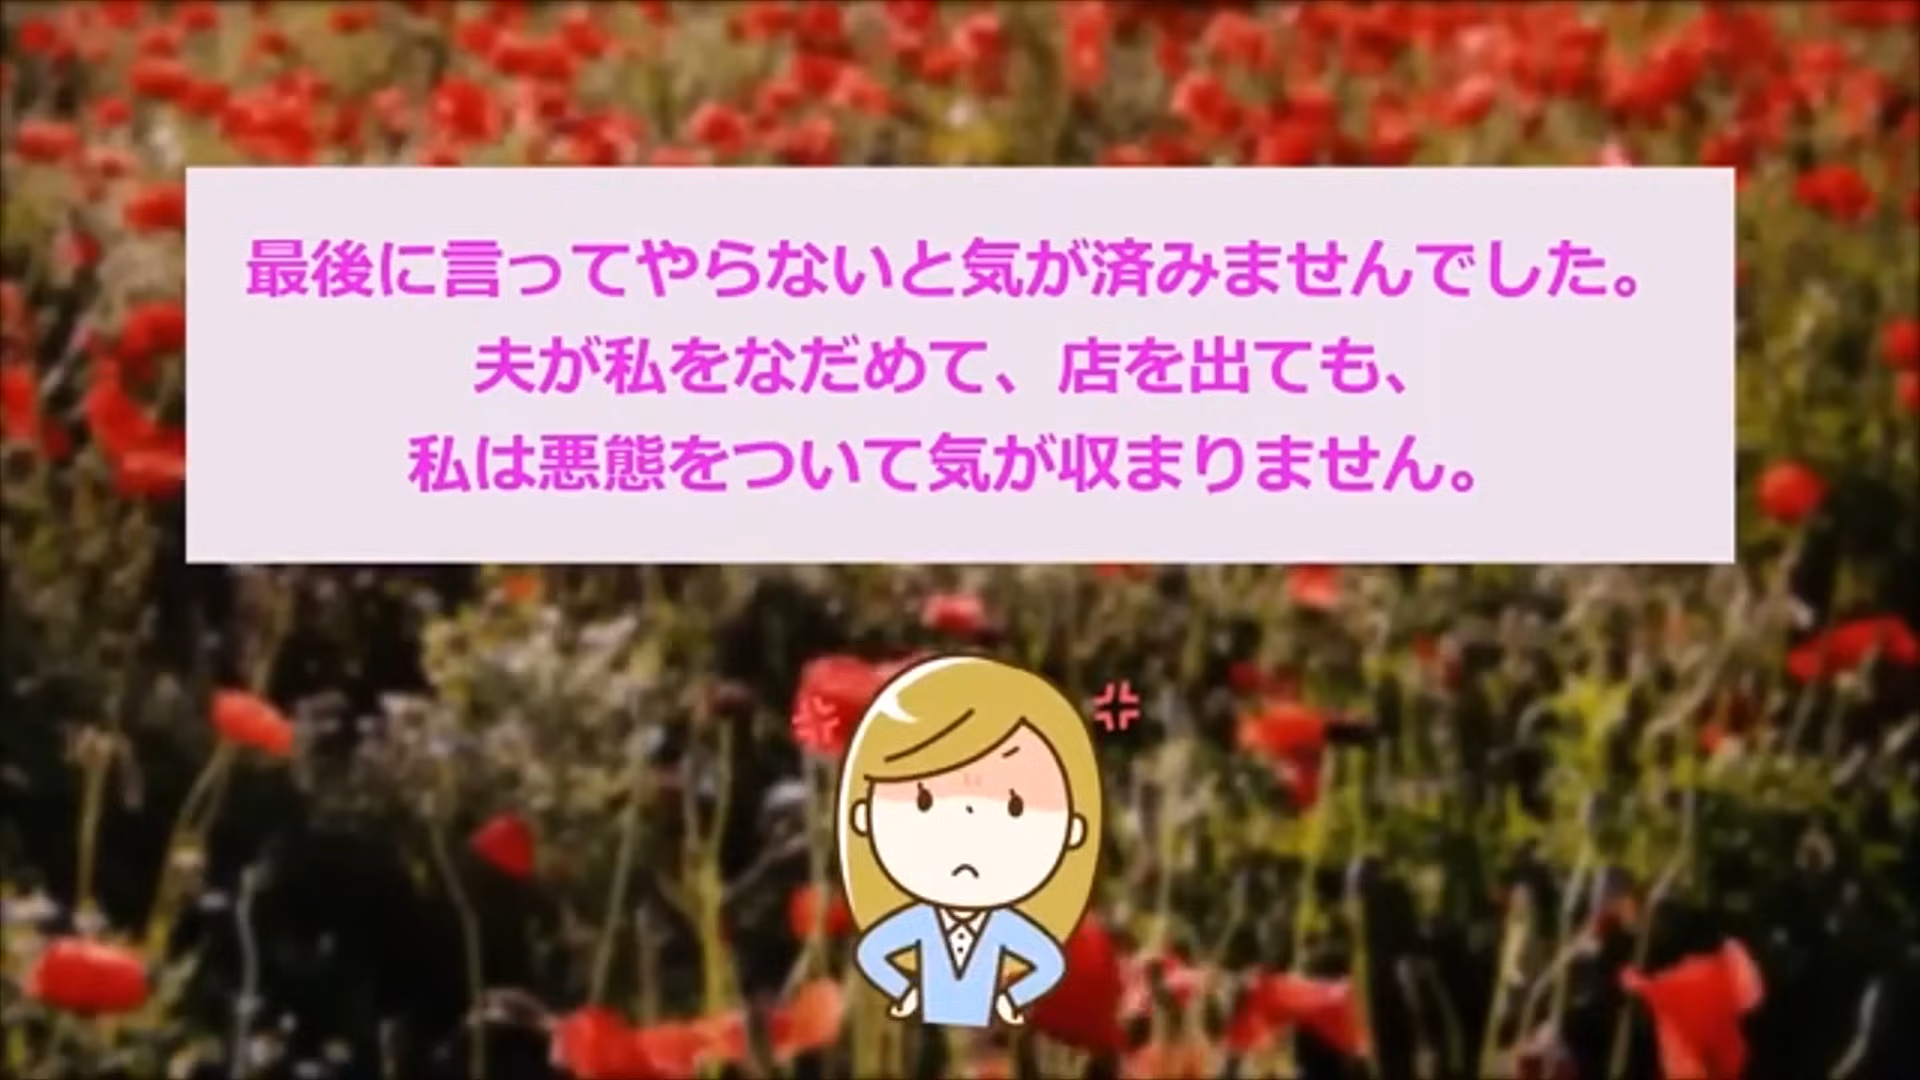 最後に言ってやらないと気が済みませんでした。
夫が私をなだめて、店を出ても、
私は悪態をついて気が収まりません。